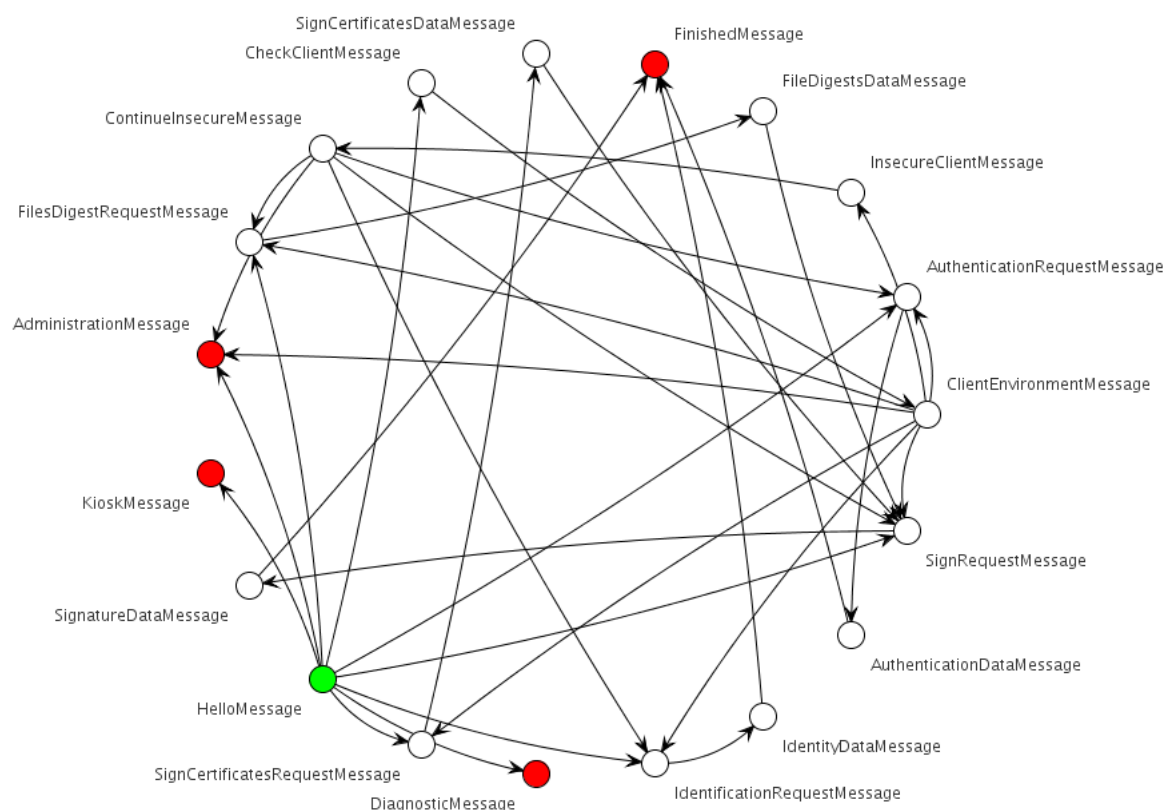 SignCertificatesDataMessage
FinishedMessage
CheckClientMessage
FileDigestsDataMessage
ContinueInsecureMessage
InsecureClientMessage
FilesDigestRequestMessage
AuthenticationRequestMessage
AdministrationMessage
ClientEnvironmentMessage
KioskMessage
SignRequestMessage
SignatureDataMessage
AuthenticationDataMessage
HelloMessage
IdentityDataMessage
SignCertificatesRequestMessage
IdentificationRequestMessage
DiagnosticMessage